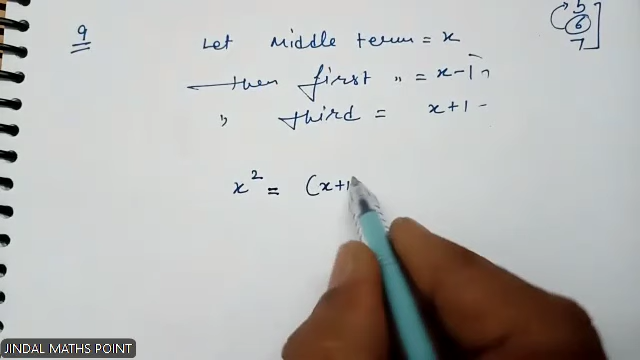 9
Let middle term = x
then first " = x-1,
" third = x+1 -
x² = (x+1
5
6
7
JINDAL MATHS POINT